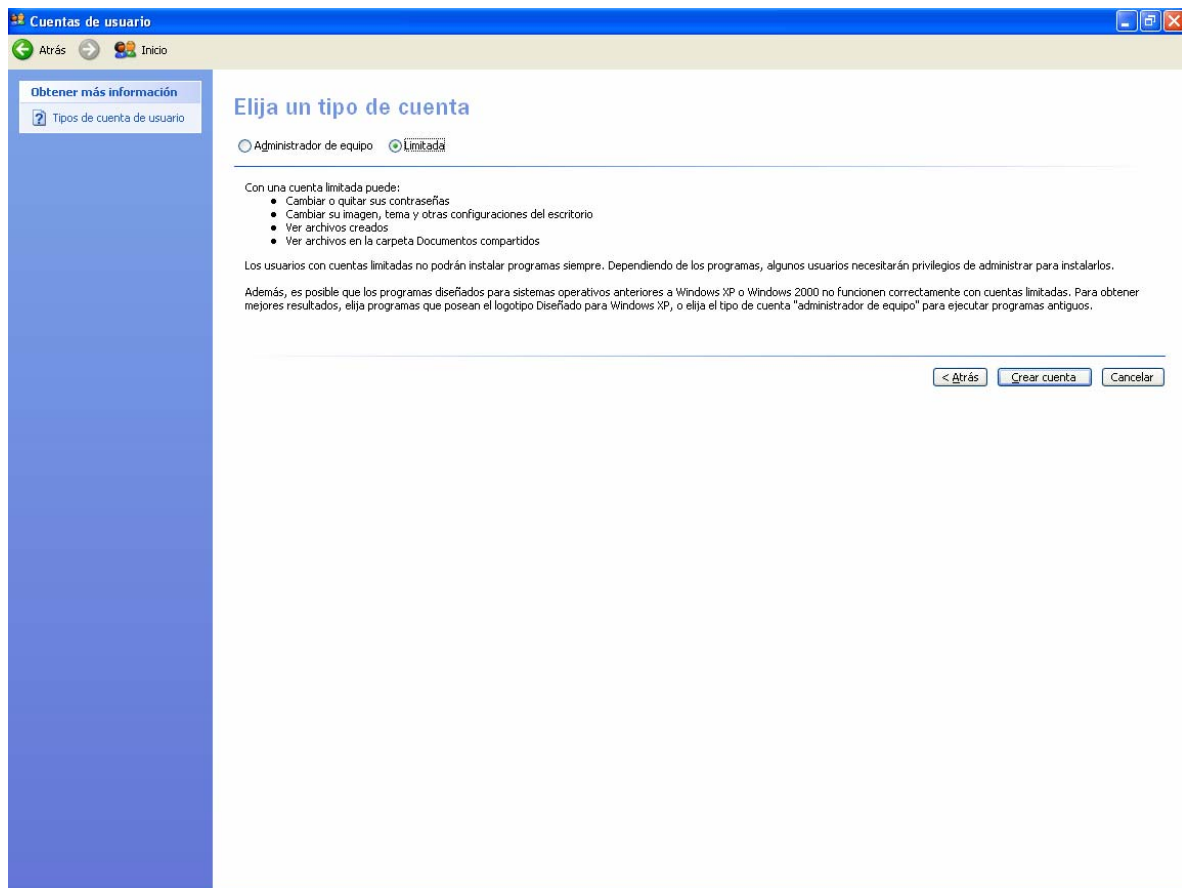 Cuentas de usuario
Atrás Inicio
Obtener más información
Tipos de cuenta de usuario
Elija un tipo de cuenta
Administrador de equipo Limitada
Con una cuenta limitada puede:
• Cambiar o quitar sus contraseñas
• Cambiar su imagen, tema y otras configuraciones del escritorio
• Ver archivos creados
• Ver archivos en la carpeta Documentos compartidos
Los usuarios con cuentas limitadas no podrán instalar programas siempre. Dependiendo de los programas, algunos usuarios necesitarán privilegios de administrar para instalarlos.
Además, es posible que los programas diseñados para sistemas operativos anteriores a Windows XP o Windows 2000 no funcionen correctamente con cuentas limitadas. Para obtener
mejores resultados, elija programas que posean el logotipo Diseñado para Windows XP, o elija el tipo de cuenta "administrador de equipo" para ejecutar programas antiguos.
< Atrás Crear cuenta Cancelar